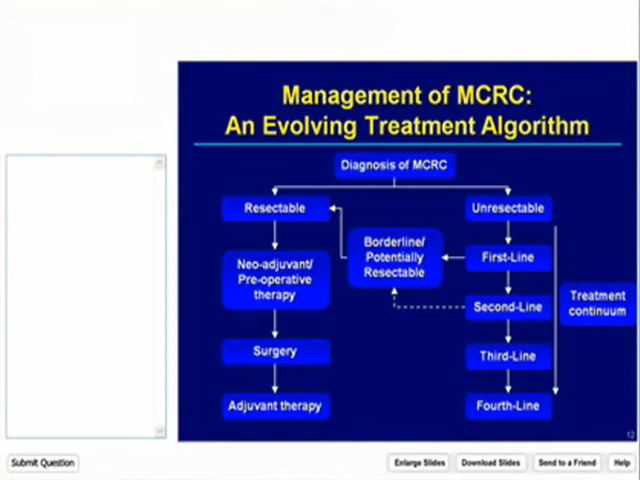 Management of MCRC:
An Evolving Treatment Algorithm
Diagnosis of MCRC
Resectable
Unresectable
Borderline/
Potentially
Resectable
First-Line
Neo-adjuvant/
Pre-operative
therapy
Second-Line
Treatment
continuum
Surgery
Third-Line
Adjuvant therapy
Fourth-Line
12
Submit Question
Enlarge Slides
Download Slides
Send to a Friend
Help